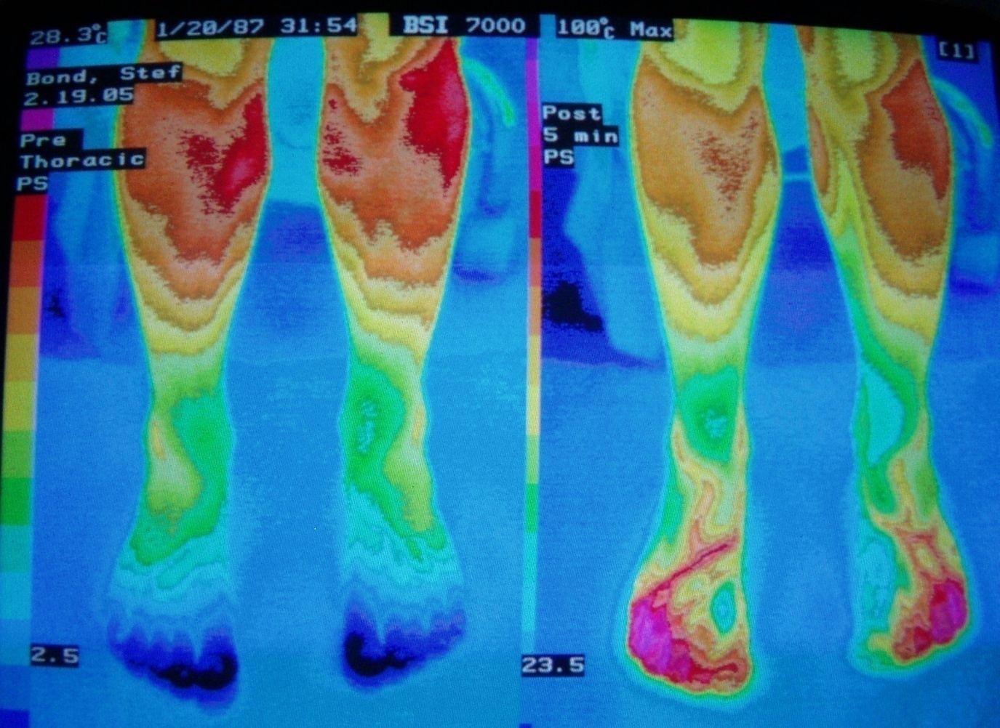 28.3°C 1/20/87 31:54 BSI 7000 100°C Max
[1]
Bond, Stef
2.19.05
Pre
Thoracic
PS
Post
5 min
PS
2.5
23.5